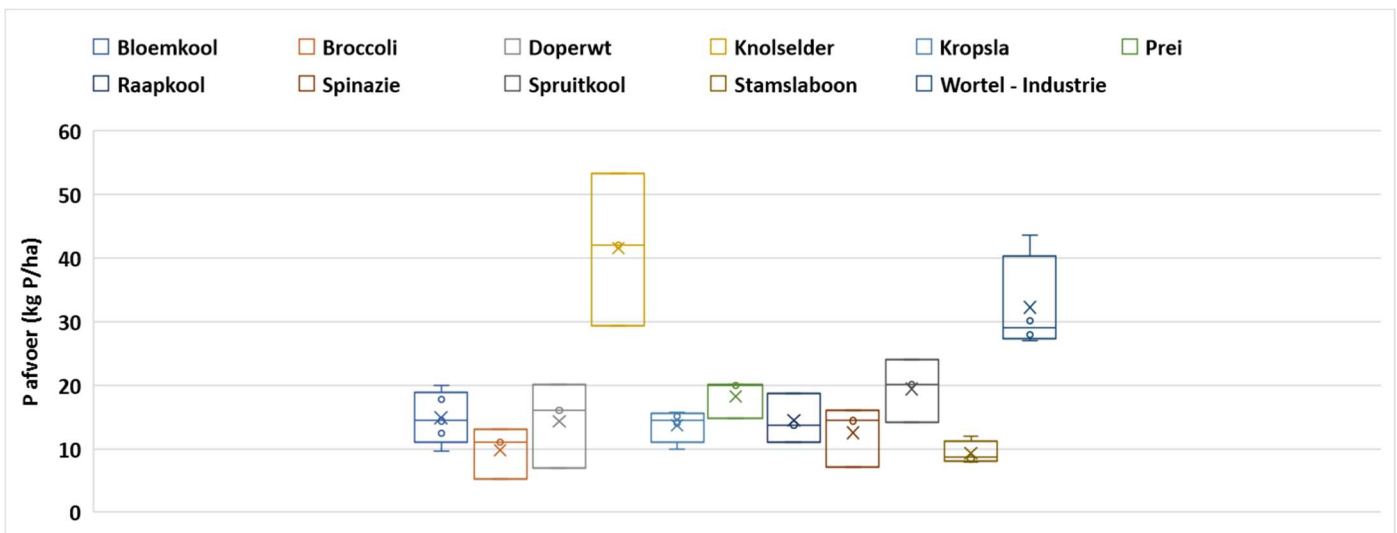 Bloemkool Broccoli Doperwt Knolselder Kropsla Prei
Raapkool Spinazie Spruitkool Stamslaboon Wortel - Industrie
P afvoer (kg P/ha)
60
50
40
30
20
10
0